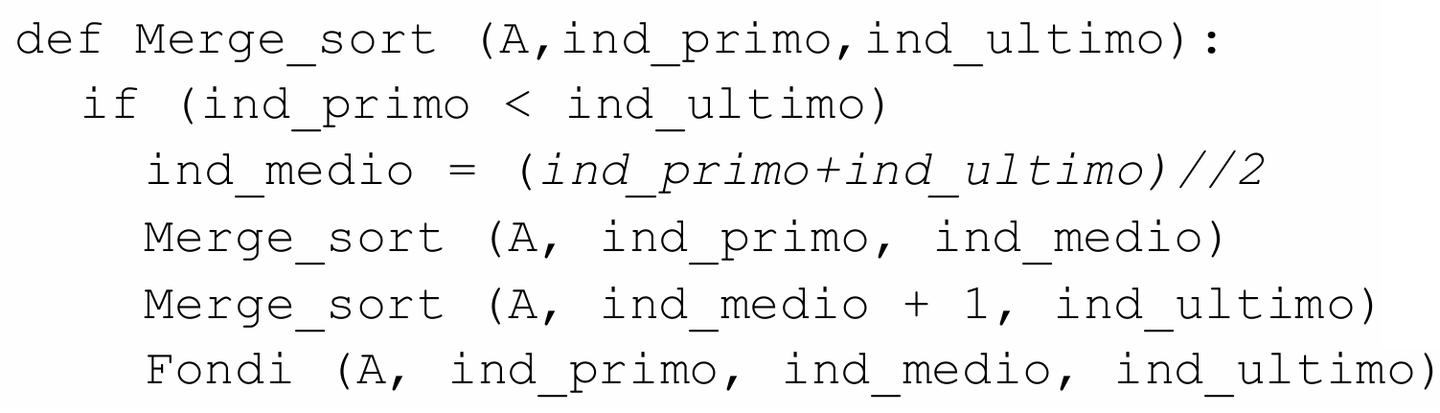 def Merge_sort (A,ind_primo,ind_ultimo):
if (ind_primo < ind_ultimo)
ind_medio = (ind_primo+ind_ultimo)//2
Merge_sort (A, ind_primo, ind_medio)
Merge_sort (A, ind_medio + 1, ind_ultimo)
Fondi (A, ind_primo, ind_medio, ind_ultimo)